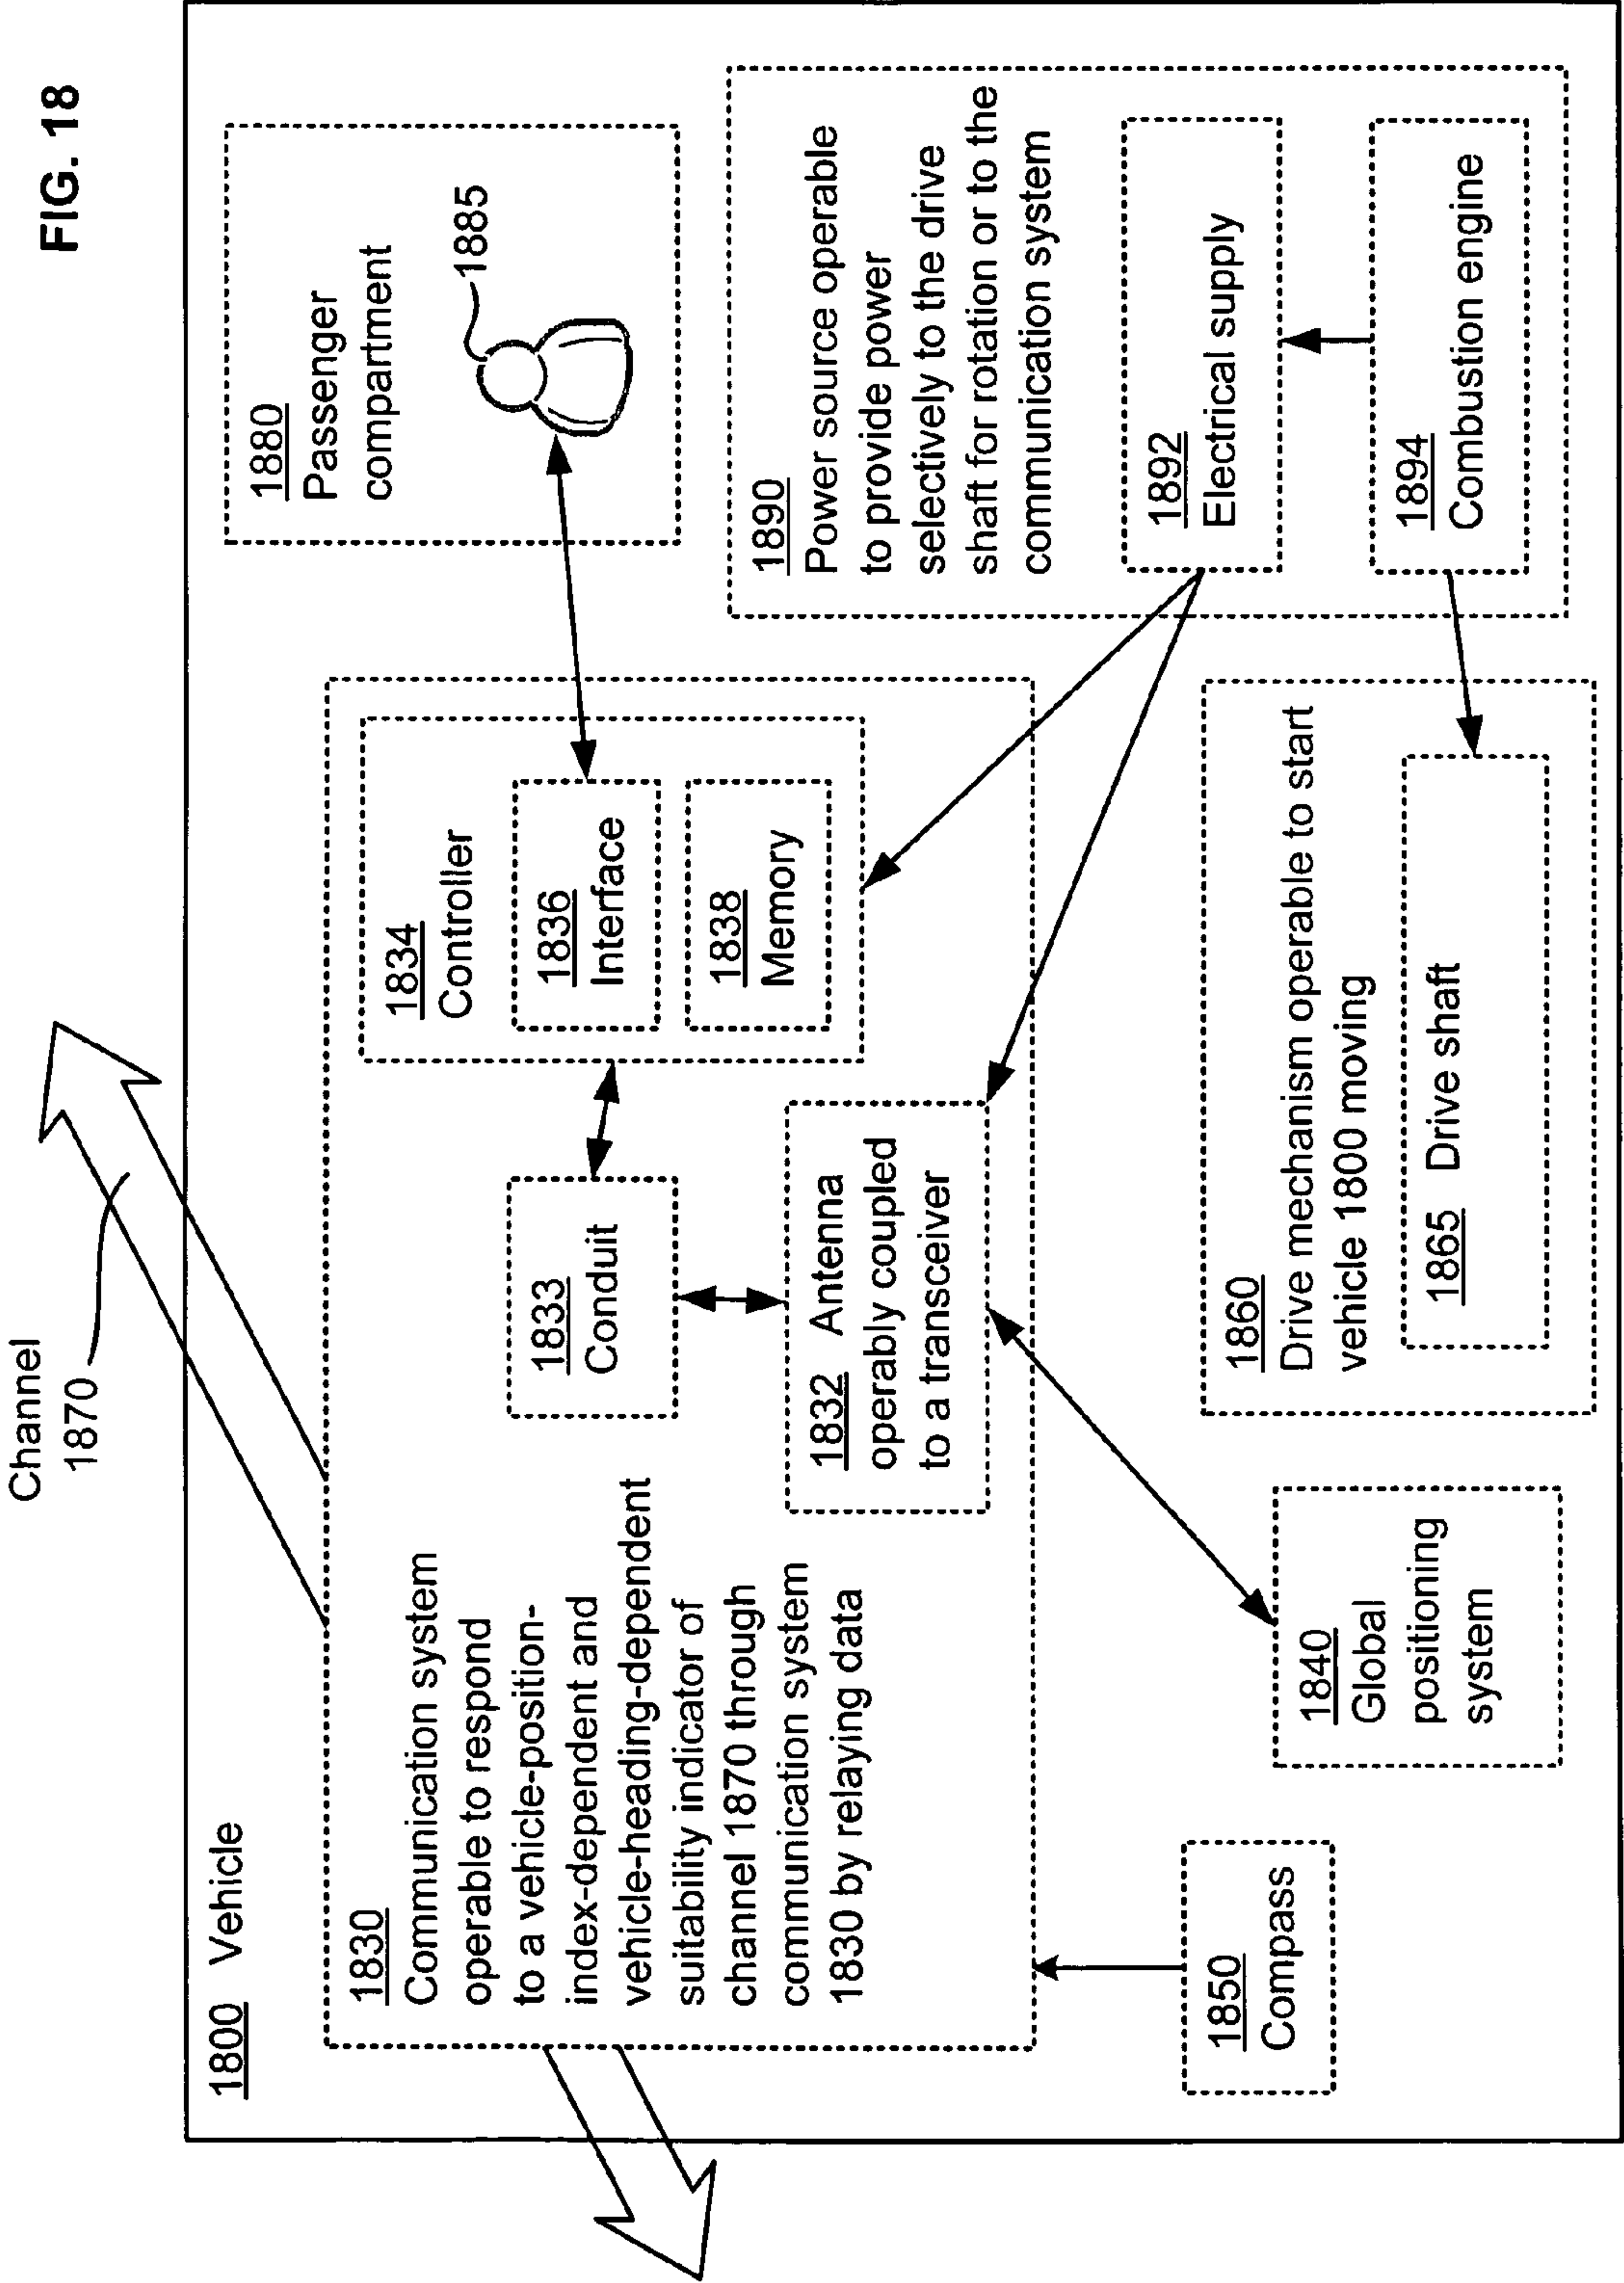 FIG. 18
Channel
1870
1800 Vehicle
1830
Communication system
operable to respond
to a vehicle-position-
index-dependent and
vehicle-heading-dependent
suitability indicator of
channel 1870 through
communication system
1830 by relaying data
1833
Conduit
1832 Antenna
operably coupled
to a transceiver
1834
Controller
1836
Interface
1838
Memory
1880
Passenger
compartment
1885
1890
Power source operable
to provide power
selectively to the drive
shaft for rotation or to the
communication system
1892
Electrical supply
1894
Combustion engine
1850
Compass
1840
Global
positioning
system
1860
Drive mechanism operable to start
vehicle 1800 moving
1865 Drive shaft